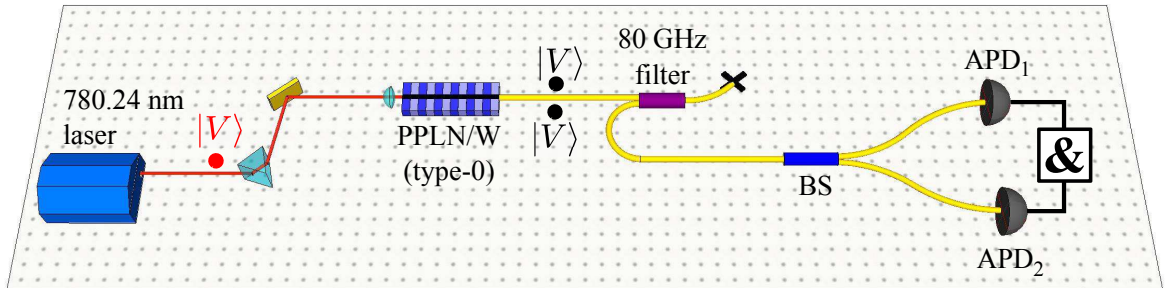 780.24 nm
laser
|V⟩
PPLN/W
(type-0)
|V⟩
|V⟩
80 GHz
filter
BS
APD₁
&
APD₂